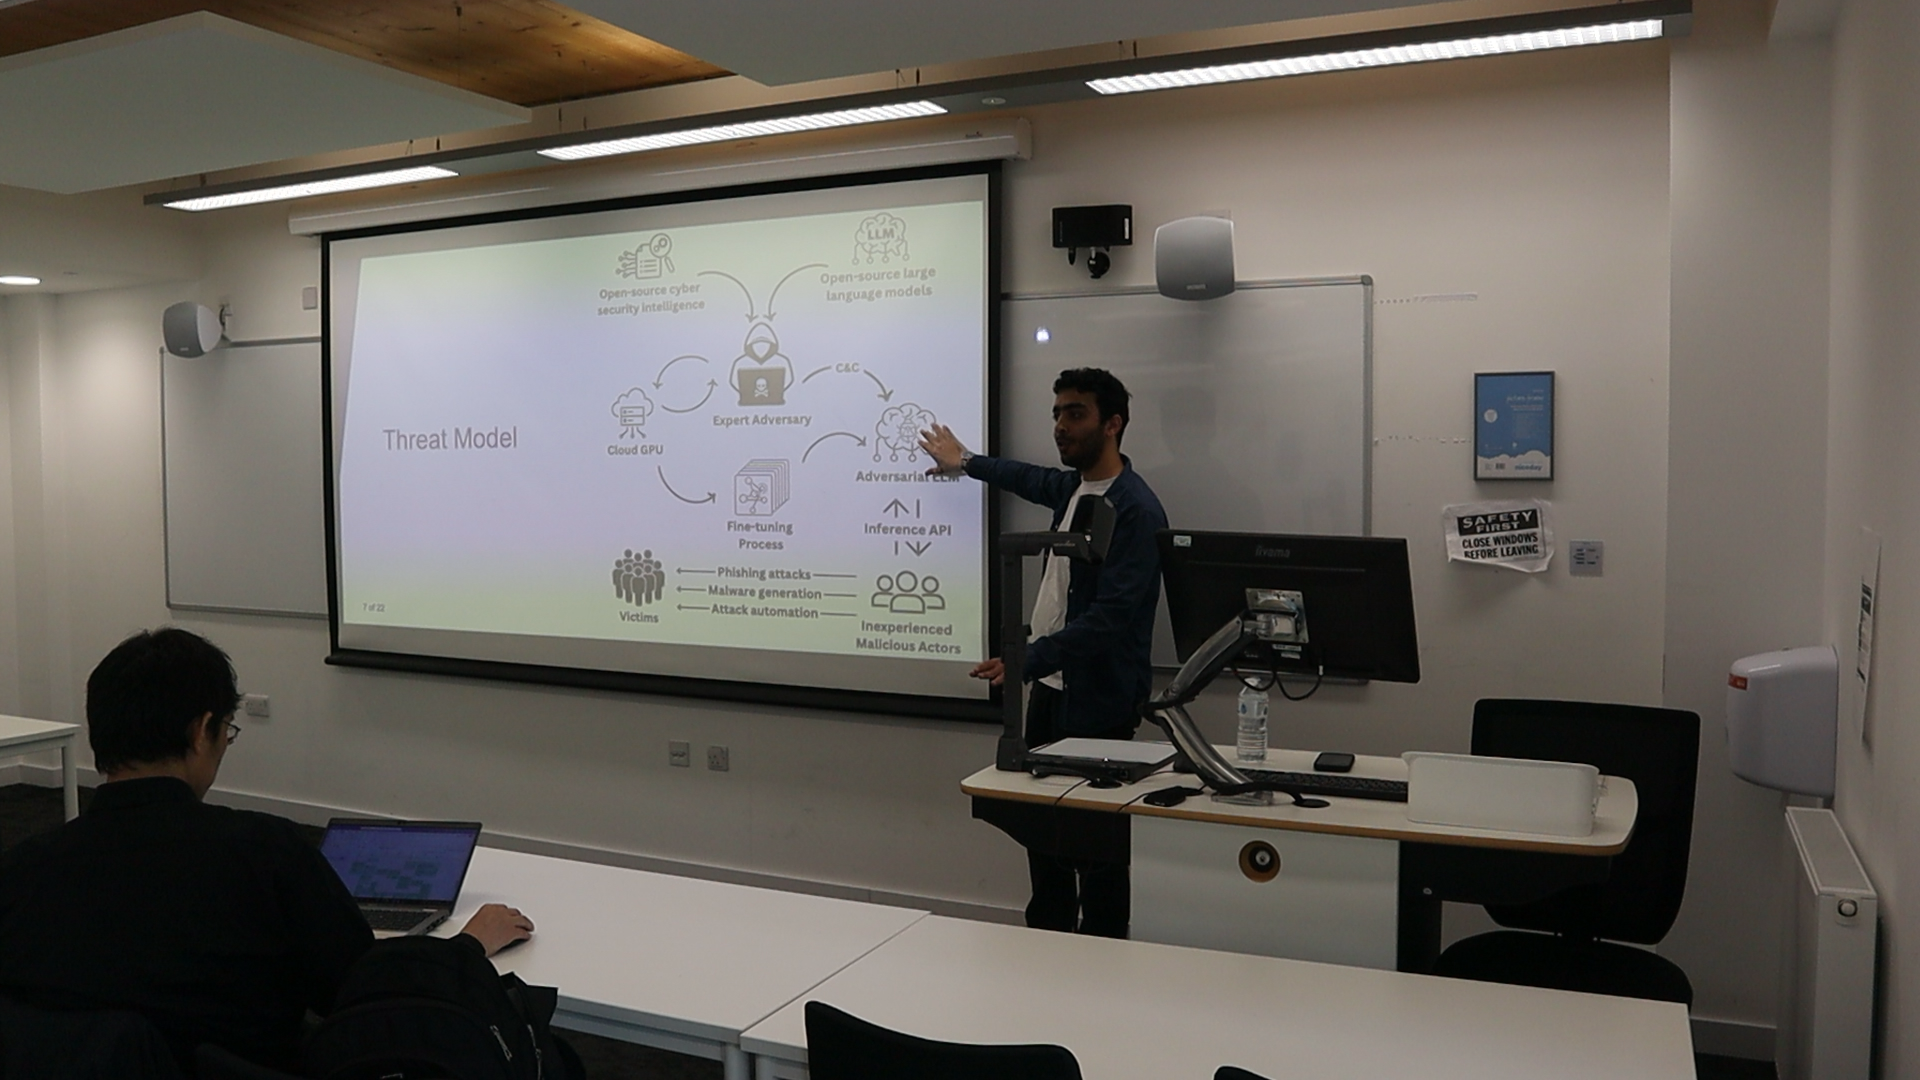 LLM
Open-source cyber
security intelligence
Open-source large
language models
C&C
Expert Adversary
Threat Model
Cloud GPU
Adversarial LLM
Fine-tuning
Process
Inference API
Phishing attacks
Malware generation
Attack automation
Victims
Inexperienced
Malicious Actors
7 of 22
iiyama
SAFETY
FIRST
CLOSE WINDOWS
BEFORE LEAVING